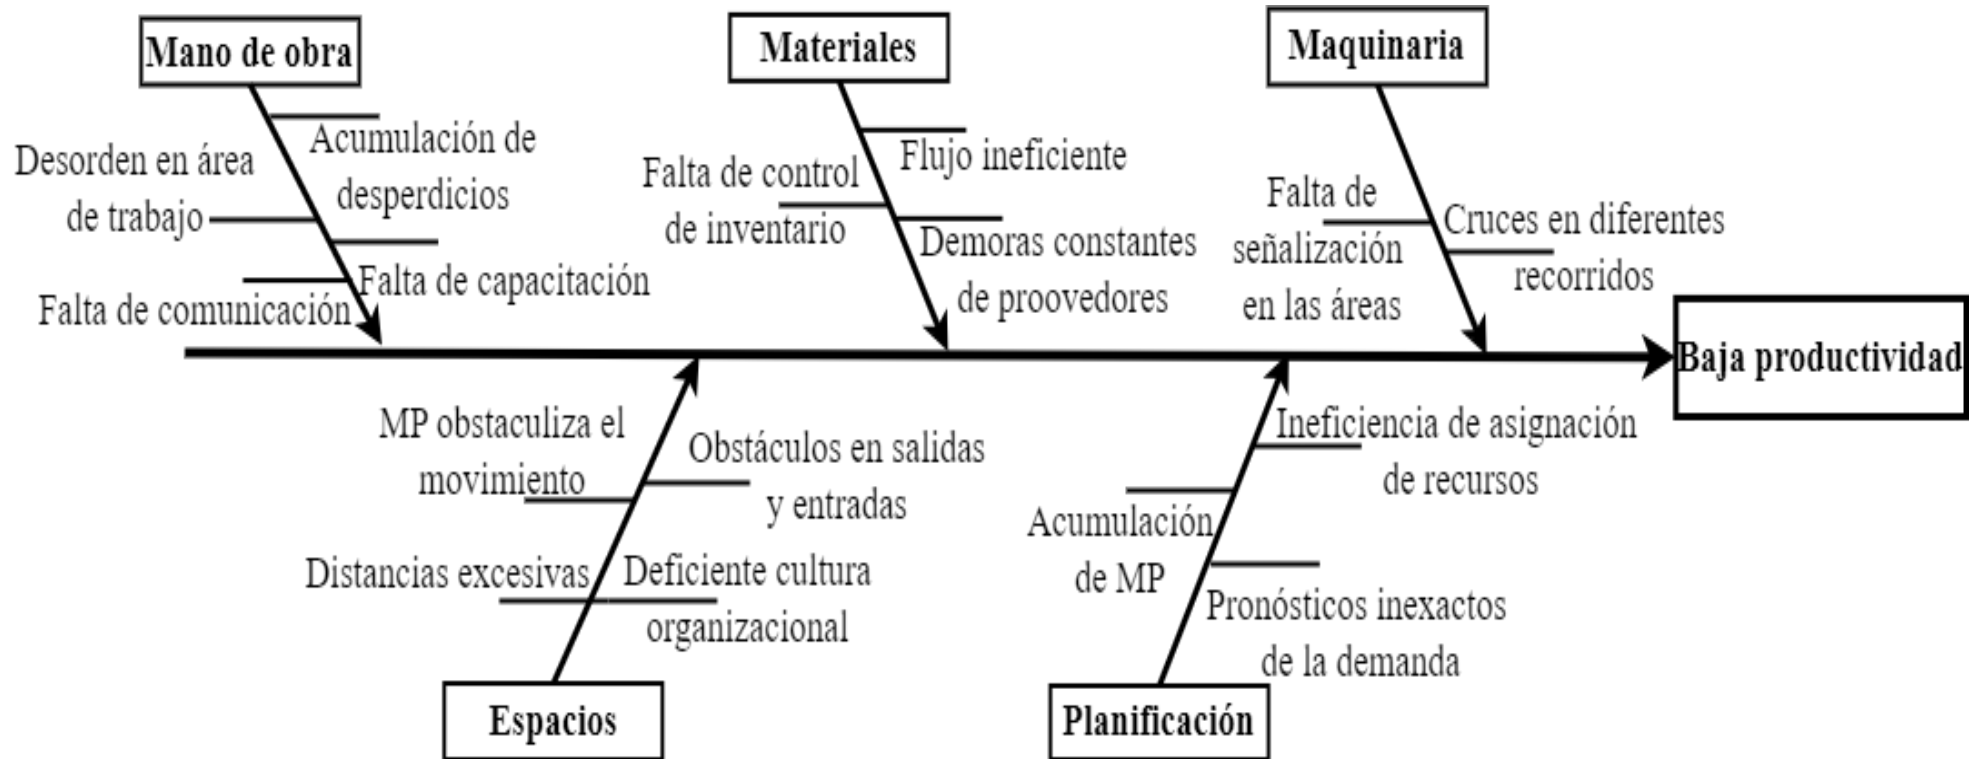 Mano de obra
Materiales
Maquinaria
Acumulación de
desperdicios
Desorden en área
de trabajo
Falta de capacitación
Falta de comunicación
Flujo ineficiente
Falta de control
de inventario
Demoras constantes
de proovedores
Falta de
señalización
en las áreas
Cruces en diferentes
recorridos
Baja productividad
MP obstaculiza el
movimiento
Obstáculos en salidas
y entradas
Distancias excesivas
Deficiente cultura
organizacional
Ineficiencia de asignación
de recursos
Acumulación
de MP
Pronósticos inexactos
de la demanda
Espacios
Planificación